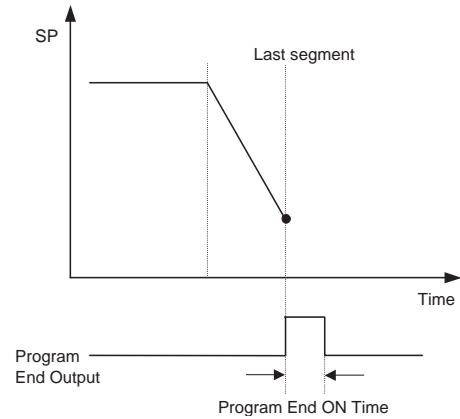 SP
Last segment
Time
Program
End Output
Program End ON Time